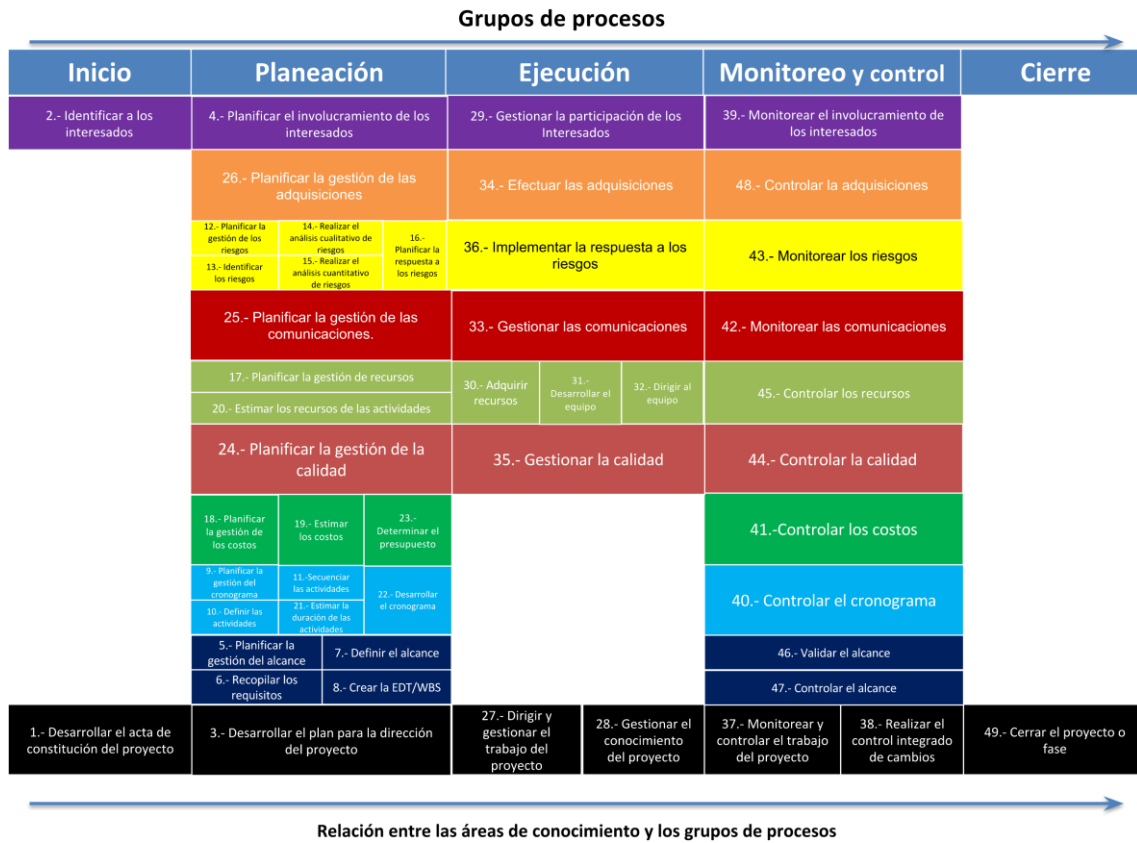 Grupos de procesos
Inicio
Planeación
Ejecución
Monitoreo y control
Cierre
2.- Identificar a los
interesados
4.- Planificar el involucramiento de los
interesados
29.- Gestionar la participación de los
Interesados
39.- Monitorear el involucramiento de
los interesados
26.- Planificar la gestión de las
adquisiciones
34.- Efectuar las adquisiciones
48.- Controlar la adquisiciones
12.- Planificar la
gestión de los
riesgos
14.- Realizar el
análisis cualitativo de
riesgos
16.-
Planificar la
respuesta a
los riesgos
13.- Identificar
los riesgos
15.- Realizar el
análisis cuantitativo
de riesgos
36.- Implementar la respuesta a los
riesgos
43.- Monitorear los riesgos
25.- Planificar la gestión de las
comunicaciones.
33.- Gestionar las comunicaciones
42.- Monitorear las comunicaciones
17.- Planificar la gestión de recursos
20.- Estimar los recursos de las actividades
30.- Adquirir
recursos
31.-
Desarrollar el
equipo
32.- Dirigir al
equipo
45.- Controlar los recursos
24.- Planificar la gestión de la
calidad
35.- Gestionar la calidad
44.- Controlar la calidad
18.- Planificar
la gestión de
los costos
19.- Estimar
los costos
23.-
Determinar el
presupuesto
41.-Controlar los costos
9.- Planificar la
gestión del
cronograma
11.-Secuenciar
las actividades
22.- Desarrollar
el cronograma
10.- Definir las
actividades
21.- Estimar la
duración de las
actividades
40.- Controlar el cronograma
5.- Planificar la
gestión del alcance
7.- Definir el alcance
6.- Recopilar los
requisitos
8.- Crear la EDT/WBS
46.- Validar el alcance
47.- Controlar el alcance
1.- Desarrollar el acta de
constitución del proyecto
3.- Desarrollar el plan para la dirección
del proyecto
27.- Dirigir y
gestionar el
trabajo del
proyecto
28.- Gestionar el
conocimiento
del proyecto
37.- Monitorear y
controlar el trabajo
del proyecto
38.- Realizar el
control integrado
de cambios
49.- Cerrar el proyecto o
fase
Relación entre las áreas de conocimiento y los grupos de procesos